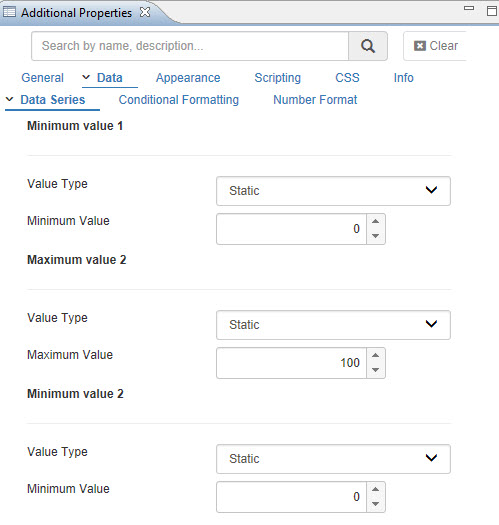 Additional Properties
Search by name, description... Clear
General Data Appearance Scripting CSS Info
Data Series Conditional Formatting Number Format
Minimum value 1
Value Type Static
Minimum Value 0
Maximum value 2
Value Type Static
Maximum Value 100
Minimum value 2
Value Type Static
Minimum Value 0